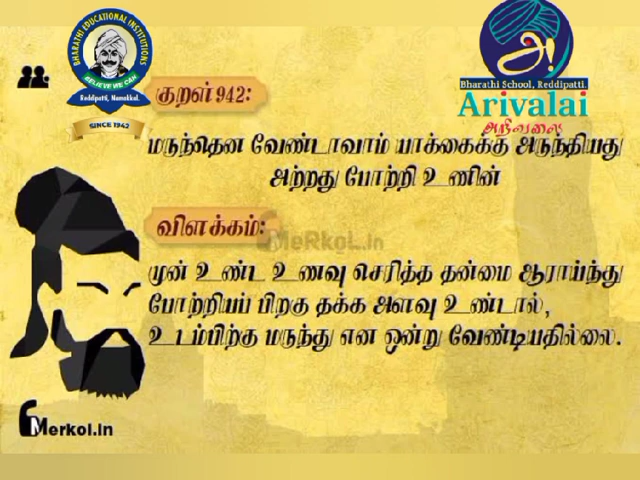 BHARATHI EDUCATIONAL INSTITUTIONS
BELIEVE WE CAN
Reddipatti, Namakkal.
SINCE 1942
அ!
Bharathi School, Reddipatti.
Arivalai
அறிவலை
குறள் 942:
மருந்தென வேண்டாவாம் யாக்கைக்கு அருந்தியது
அற்றது போற்றி உணின்
விளக்கம்:
MeRkoL.in
முன் உண்ட உணவு செரித்த தன்மை ஆராய்ந்து
போற்றியப் பிறகு தக்க அளவு உண்டால்,
உடம்பிற்கு மருந்து என ஒன்று வேண்டியதில்லை.
Merkol.in